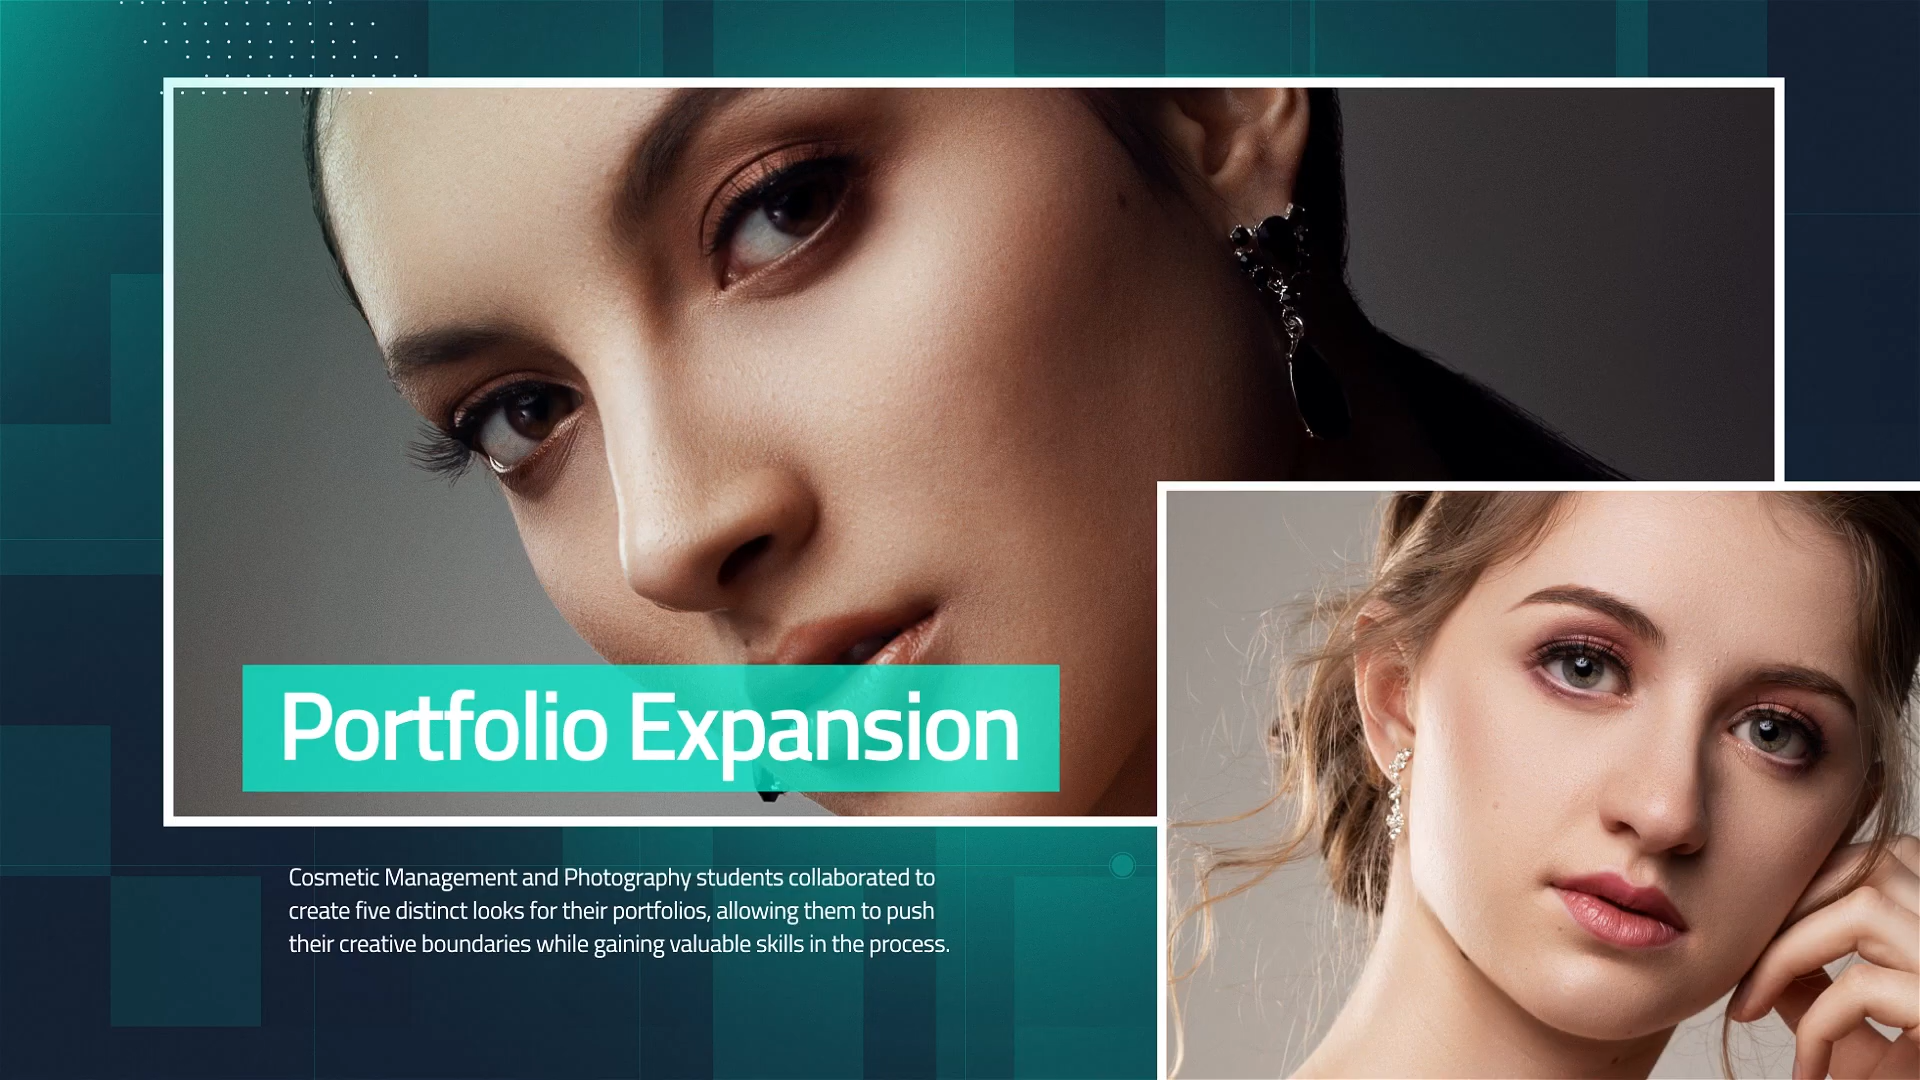 Portfolio Expansion
Cosmetic Management and Photography students collaborated to
create five distinct looks for their portfolios, allowing them to push
their creative boundaries while gaining valuable skills in the process.